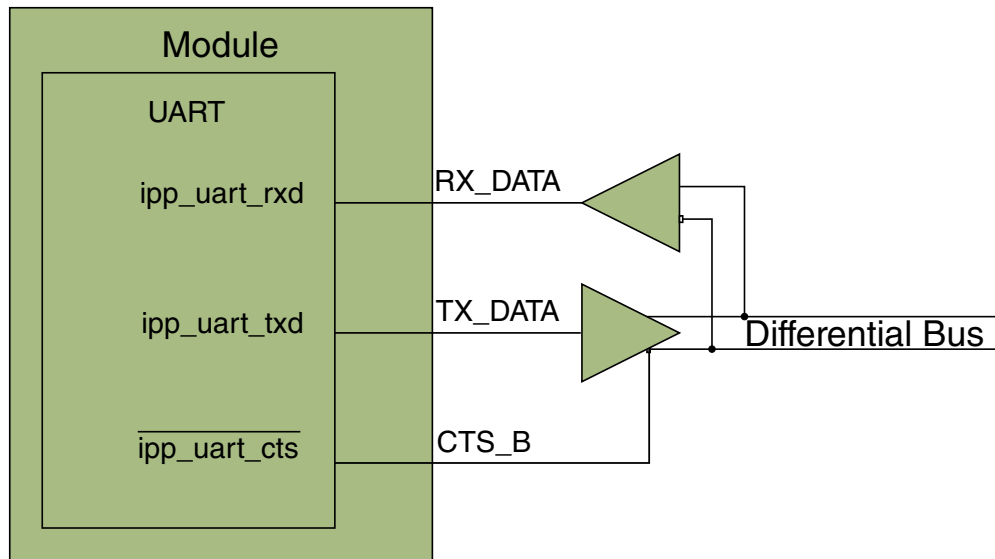 Module
UART
ipp_uart_rxd
RX_DATA
ipp_uart_txd
TX_DATA
Differential Bus
ipp_uart_cts
CTS_B